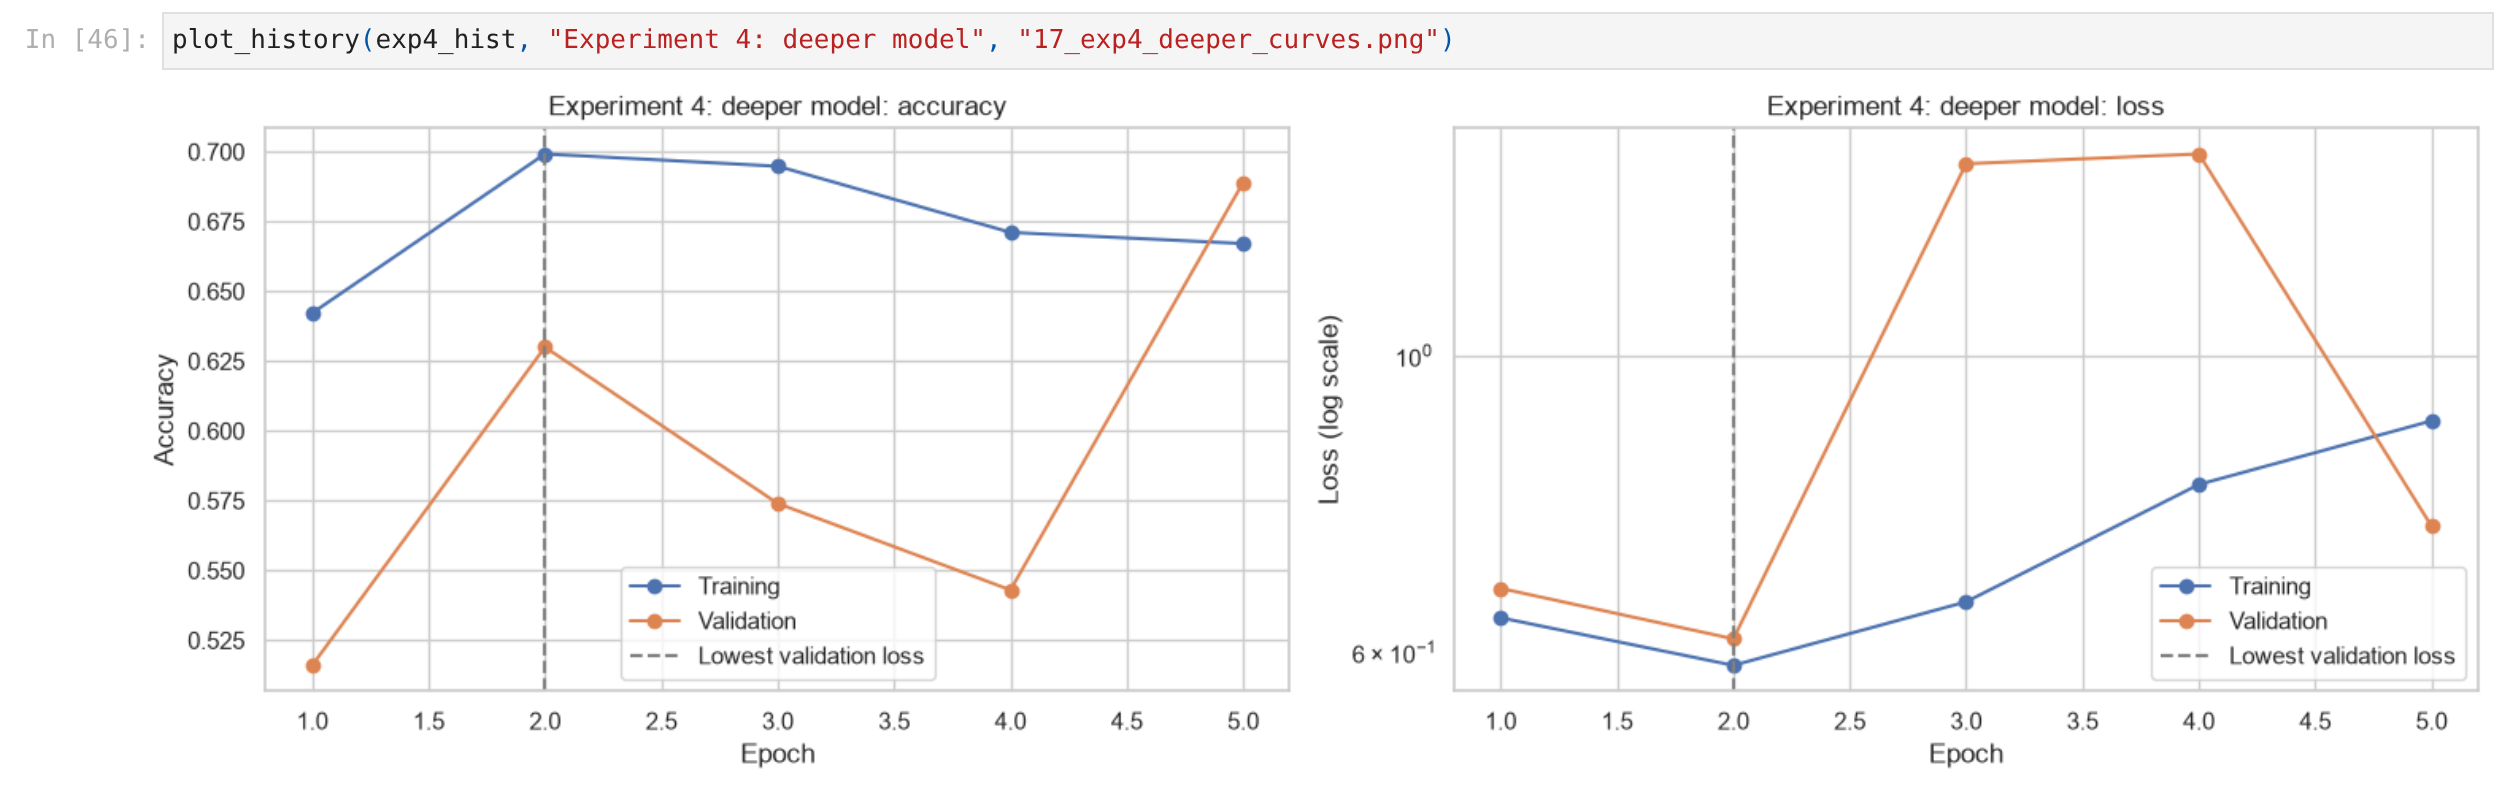 In [46]: plot_history(exp4_hist, "Experiment 4: deeper model", "17_exp4_deeper_curves.png")
Experiment 4: deeper model: accuracy
0.700
0.675
0.650
0.625
0.600
0.575
0.550
0.525
Accuracy
Training
Validation
Lowest validation loss
1.0 1.5 2.0 2.5 3.0 3.5 4.0 4.5 5.0
Epoch
Experiment 4: deeper model: loss
10⁰
6 × 10⁻¹
Loss (log scale)
Training
Validation
Lowest validation loss
1.0 1.5 2.0 2.5 3.0 3.5 4.0 4.5 5.0
Epoch